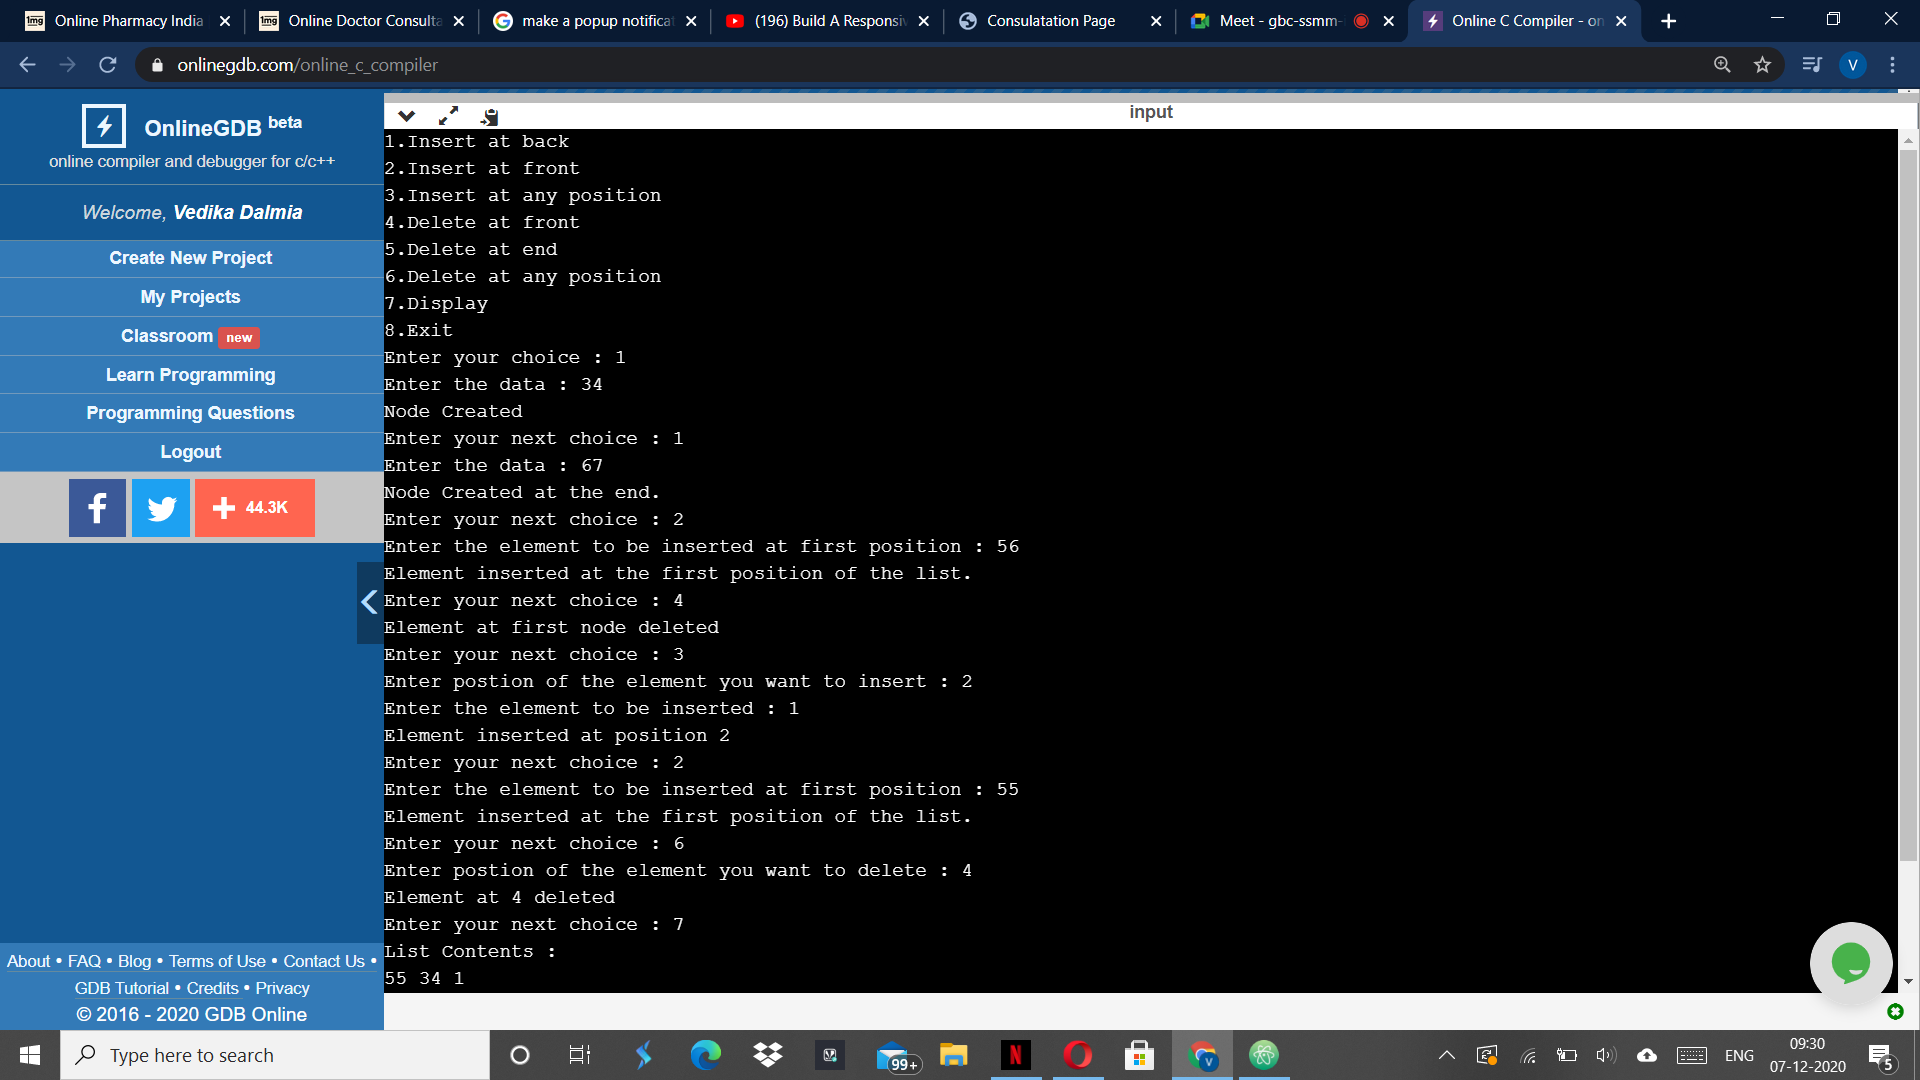 Online Pharmacy India
Online Doctor Consulta
make a popup notificat
(196) Build A Responsiv
Consulatation Page
Meet - gbc-ssmm-
Online C Compiler - on
onlinegdb.com/online_c_compiler
V
OnlineGDB beta
online compiler and debugger for c/c++
Welcome, Vedika Dalmia
Create New Project
My Projects
Classroom new
Learn Programming
Programming Questions
Logout
44.3K
About • FAQ • Blog • Terms of Use • Contact Us •
GDB Tutorial • Credits • Privacy
© 2016 - 2020 GDB Online
input
1.Insert at back
2.Insert at front
3.Insert at any position
4.Delete at front
5.Delete at end
6.Delete at any position
7.Display
8.Exit
Enter your choice : 1
Enter the data : 34
Node Created
Enter your next choice : 1
Enter the data : 67
Node Created at the end.
Enter your next choice : 2
Enter the element to be inserted at first position : 56
Element inserted at the first position of the list.
Enter your next choice : 4
Element at first node deleted
Enter your next choice : 3
Enter postion of the element you want to insert : 2
Enter the element to be inserted : 1
Element inserted at position 2
Enter your next choice : 2
Enter the element to be inserted at first position : 55
Element inserted at the first position of the list.
Enter your next choice : 6
Enter postion of the element you want to delete : 4
Element at 4 deleted
Enter your next choice : 7
List Contents :
55 34 1
Type here to search
99+
ENG
09:30
07-12-2020
5